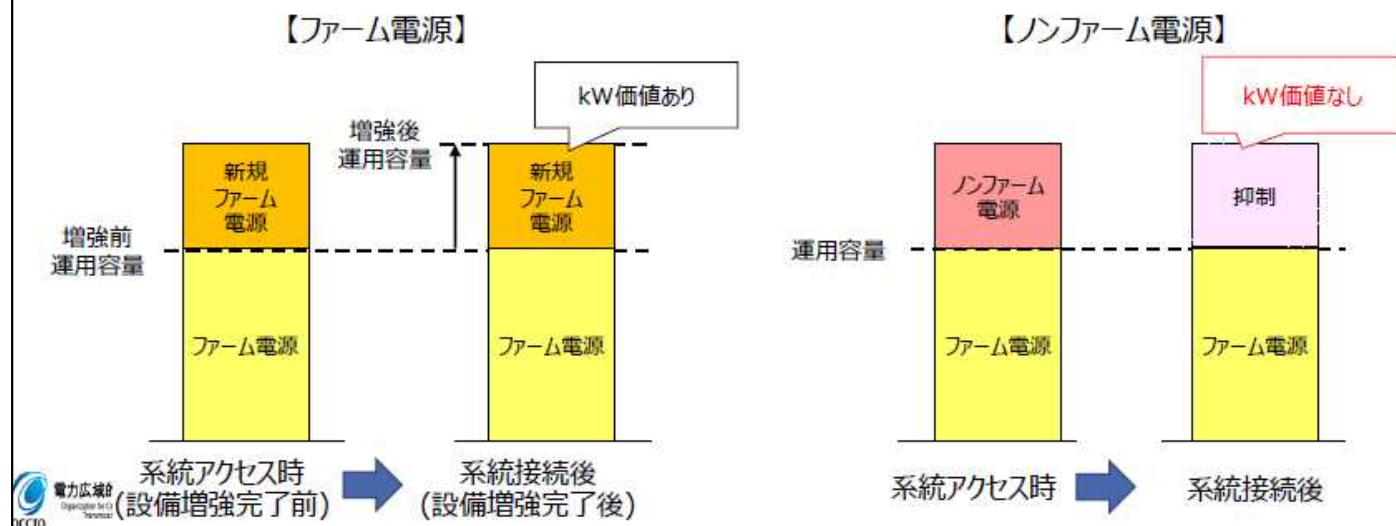 【ファーム電源】
kW価値あり
増強後
運用容量
新規
ファーム
電源
新規
ファーム
電源
増強前
運用容量
ファーム電源
ファーム電源
系統アクセス時
(設備増強完了前)
系統接続後
(設備増強完了後)
【ノンファーム電源】
kW価値なし
ノンファーム
電源
抑制
運用容量
ファーム電源
ファーム電源
系統アクセス時
系統接続後
電力広域